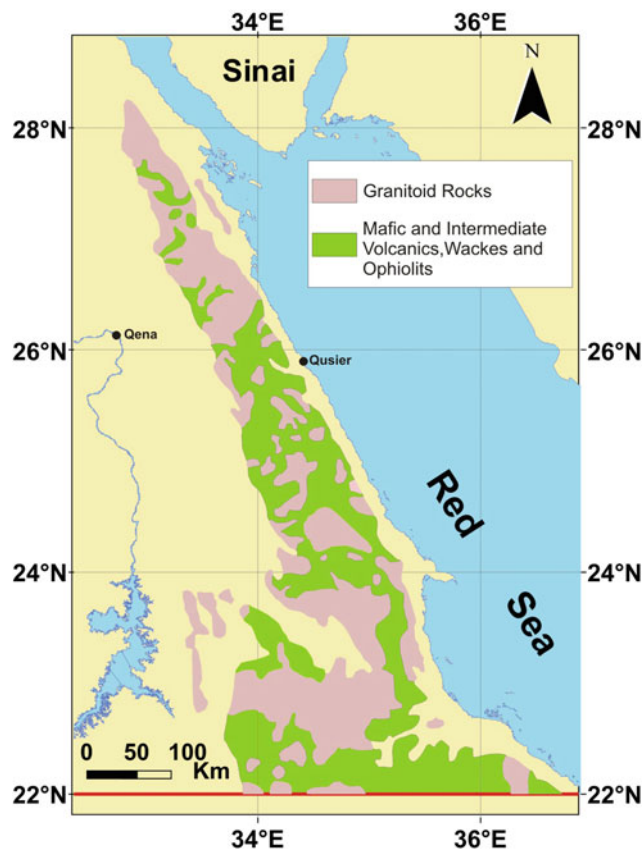 34°E 36°E
Sinai
N
28°N 28°N
Granitoid Rocks
Mafic and Intermediate
Volcanics,Wackes and
Ophiolits
Qena
26°N 26°N
Qusier
Red
24°N 24°N
Sea
0 50 100
Km
22°N 22°N
34°E 36°E